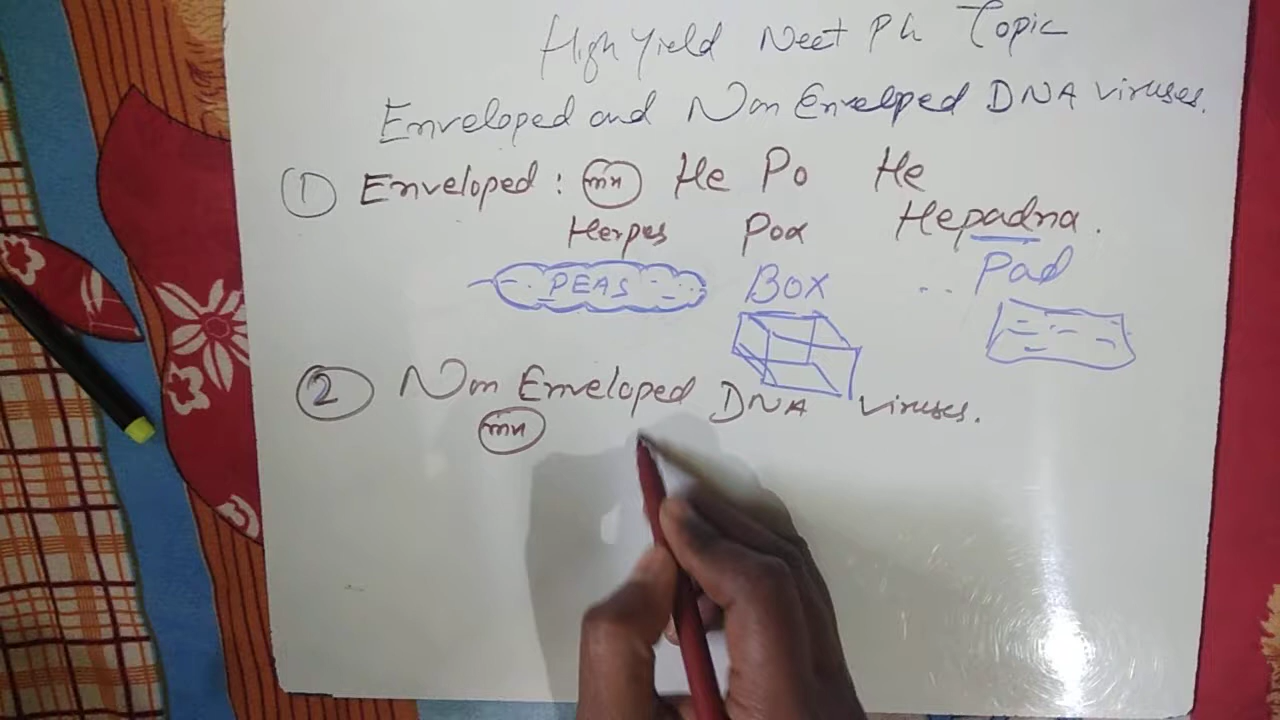 High Yield Neet PG Topic
Enveloped and Non Envelped DNA viruses.
① Enveloped : mn He Po He
Herpes Pox Hepadna.
PEAS BOX .. Pad
② Non Enveloped DNA viruses.
mn